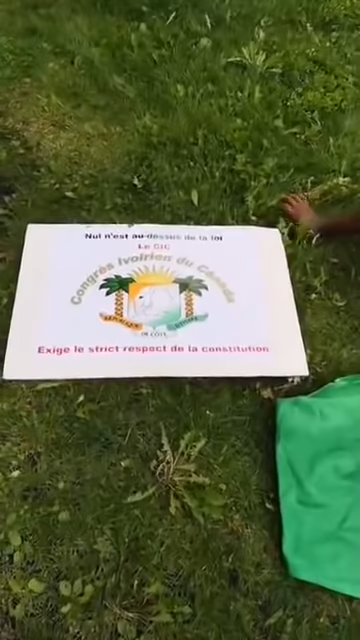 Nul n'est au-dessus de la loi
Le CIC
Congrès Ivoirien du Canada
Exige le strict respect de la constitution